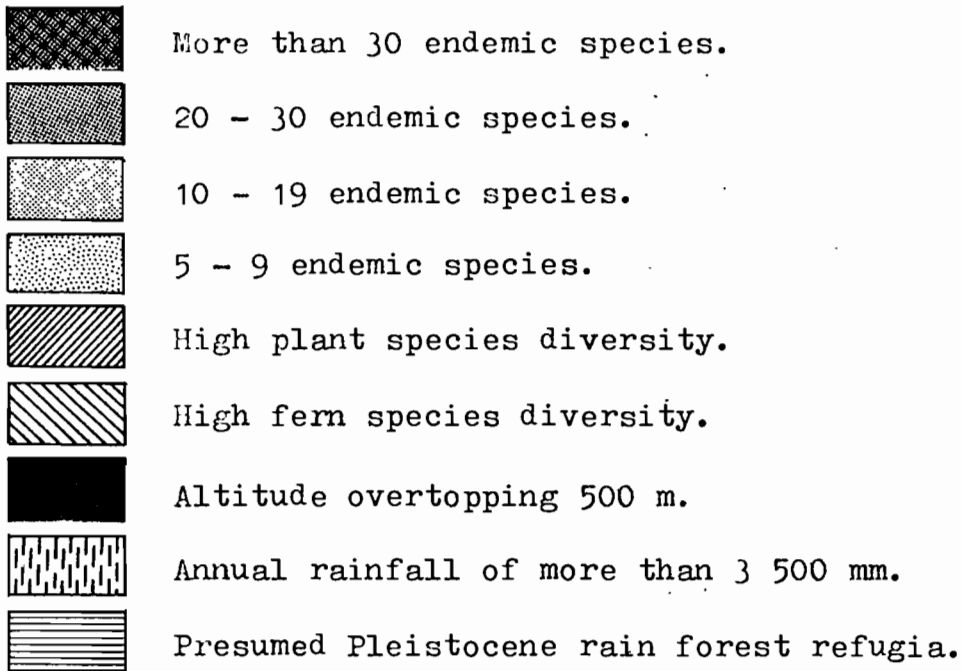 More than 30 endemic species.
20 - 30 endemic species.
10 - 19 endemic species.
5 - 9 endemic species.
High plant species diversity.
High fern species diversity.
Altitude overtopping 500 m.
Annual rainfall of more than 3 500 mm.
Presumed Pleistocene rain forest refugia.